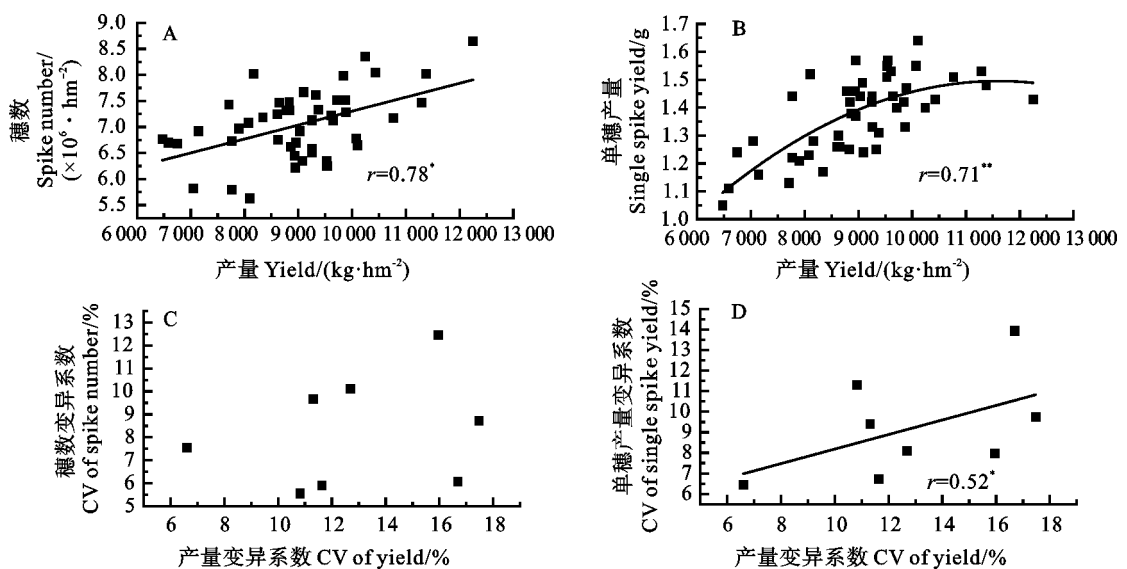 A
穗数
Spike number/
(×10⁶ · hm⁻²)
8.5
8.0
7.5
7.0
6.5
6.0
5.5
r=0.78*
6 000 7 000 8 000 9 000 10 000 11 000 12 000 13 000
产量 Yield/(kg·hm⁻²)
B
单穗产量
Single spike yield/g
1.7
1.6
1.5
1.4
1.3
1.2
1.1
1.0
r=0.71**
6 000 7 000 8 000 9 000 10 000 11 000 12 000 13 000
产量 Yield/(kg·hm⁻²)
C
穗数变异系数
CV of spike number/%
13
12
11
10
9
8
7
6
5
6 8 10 12 14 16 18
产量变异系数 CV of yield/%
D
单穗产量变异系数
CV of single spike yield/%
15
14
13
12
11
10
9
8
7
6
r=0.52*
6 8 10 12 14 16 18
产量变异系数 CV of yield/%